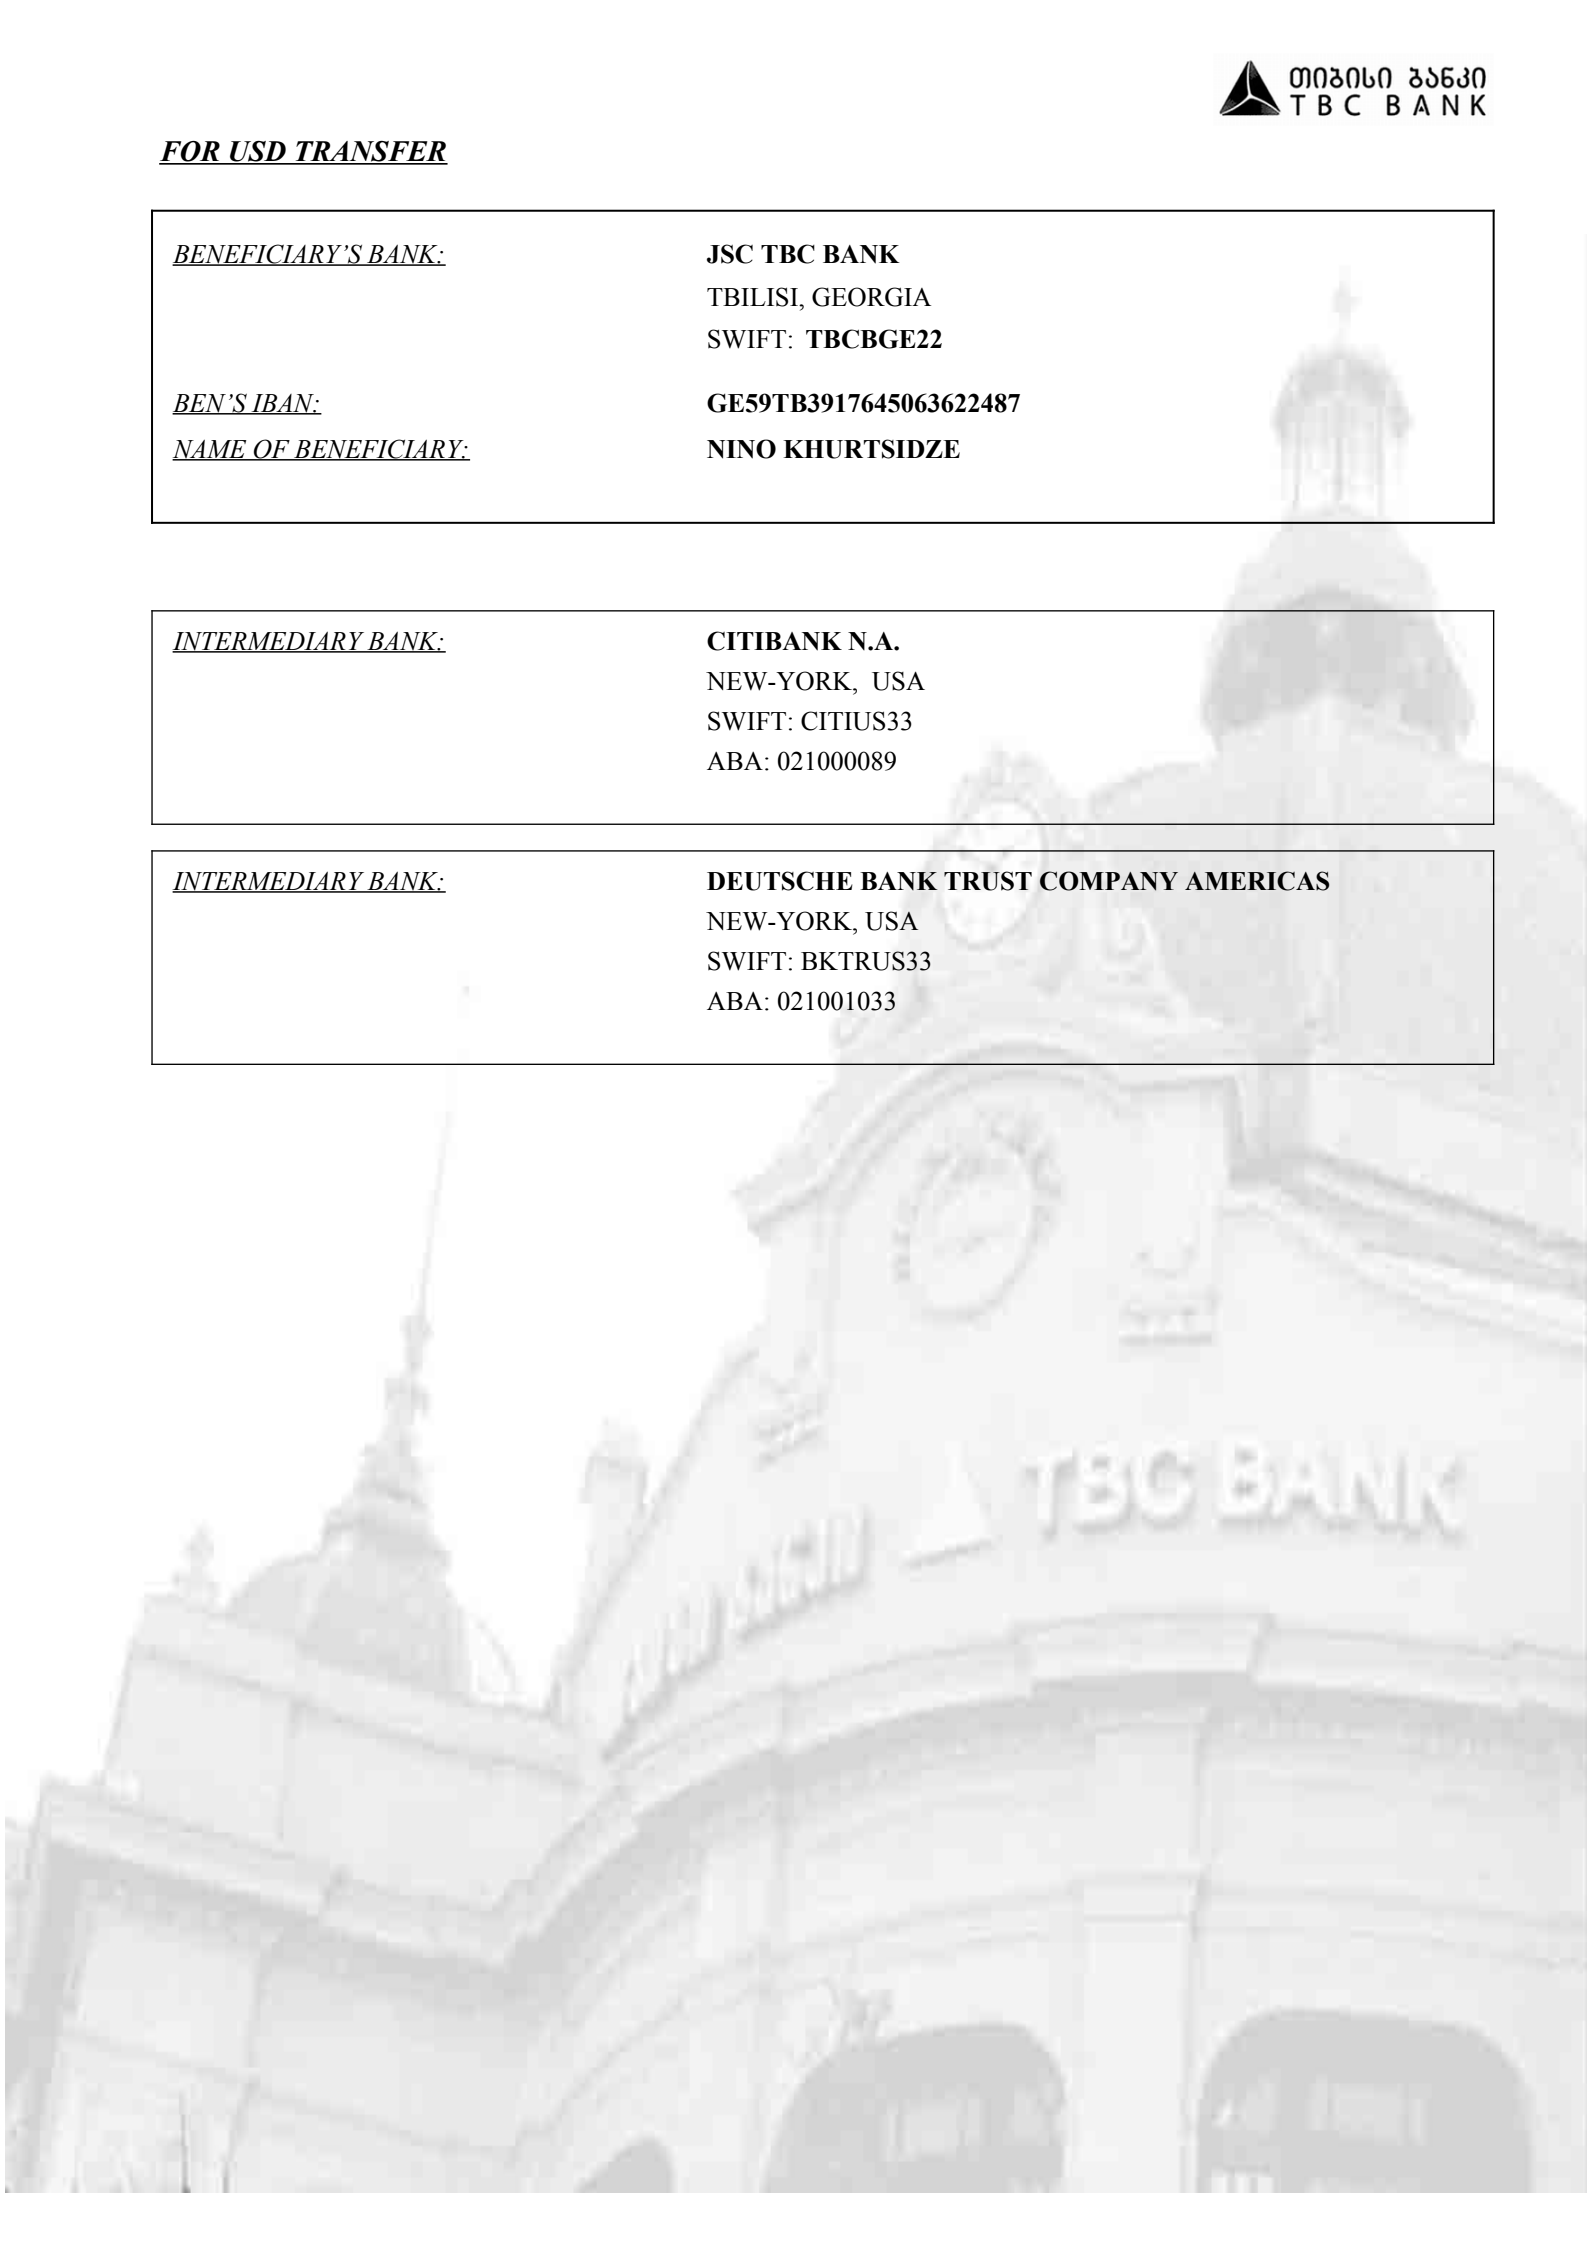 თიბისი ბანკი
TBC BANK
FOR USD TRANSFER
BENEFICIARY’S BANK: JSC TBC BANK
TBILISI, GEORGIA
SWIFT: TBCBGE22
BEN’S IBAN: GE59TB3917645063622487
NAME OF BENEFICIARY: NINO KHURTSIDZE
INTERMEDIARY BANK: CITIBANK N.A.
NEW-YORK, USA
SWIFT: CITIUS33
ABA: 021000089
INTERMEDIARY BANK: DEUTSCHE BANK TRUST COMPANY AMERICAS
NEW-YORK, USA
SWIFT: BKTRUS33
ABA: 021001033
TBC BANK